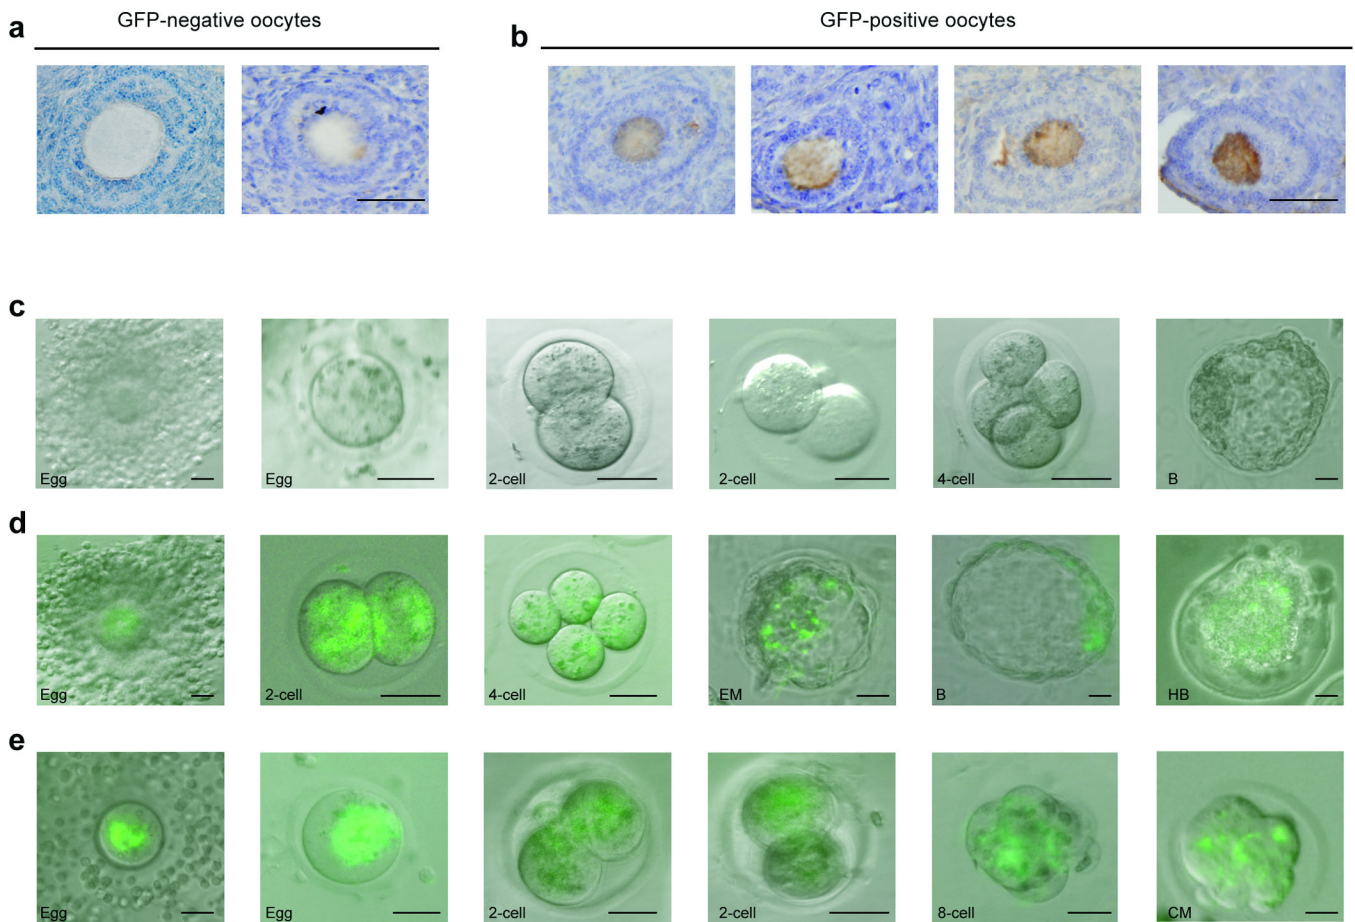 a
GFP-negative oocytes
b
GFP-positive oocytes
c
Egg
Egg
2-cell
2-cell
4-cell
B
d
Egg
2-cell
4-cell
EM
B
HB
e
Egg
Egg
2-cell
2-cell
8-cell
CM